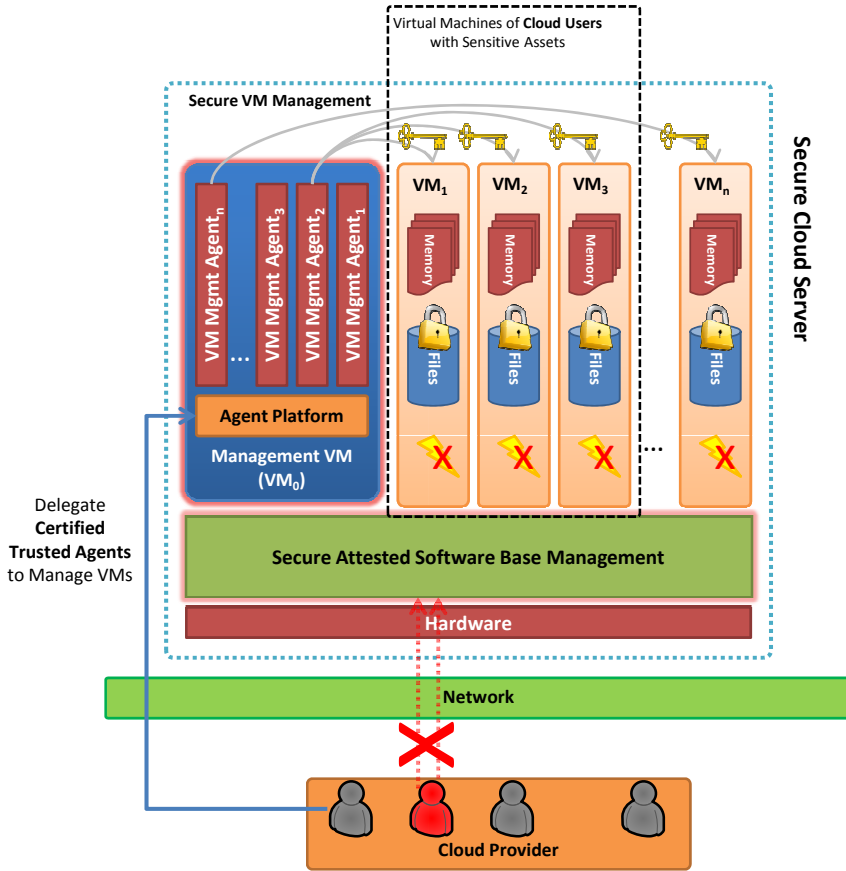 Virtual Machines of Cloud Users
with Sensitive Assets
Secure VM Management
Secure Cloud Server
VM Mgmt Agentₙ
...
VM Mgmt Agent₃
VM Mgmt Agent₂
VM Mgmt Agent₁
Agent Platform
Management VM
(VM₀)
VM₁
Memory
Files
X
VM₂
Memory
Files
X
VM₃
Memory
Files
X
...
VMₙ
Memory
Files
X
Delegate
Certified
Trusted Agents
to Manage VMs
Secure Attested Software Base Management
Hardware
Network
Cloud Provider